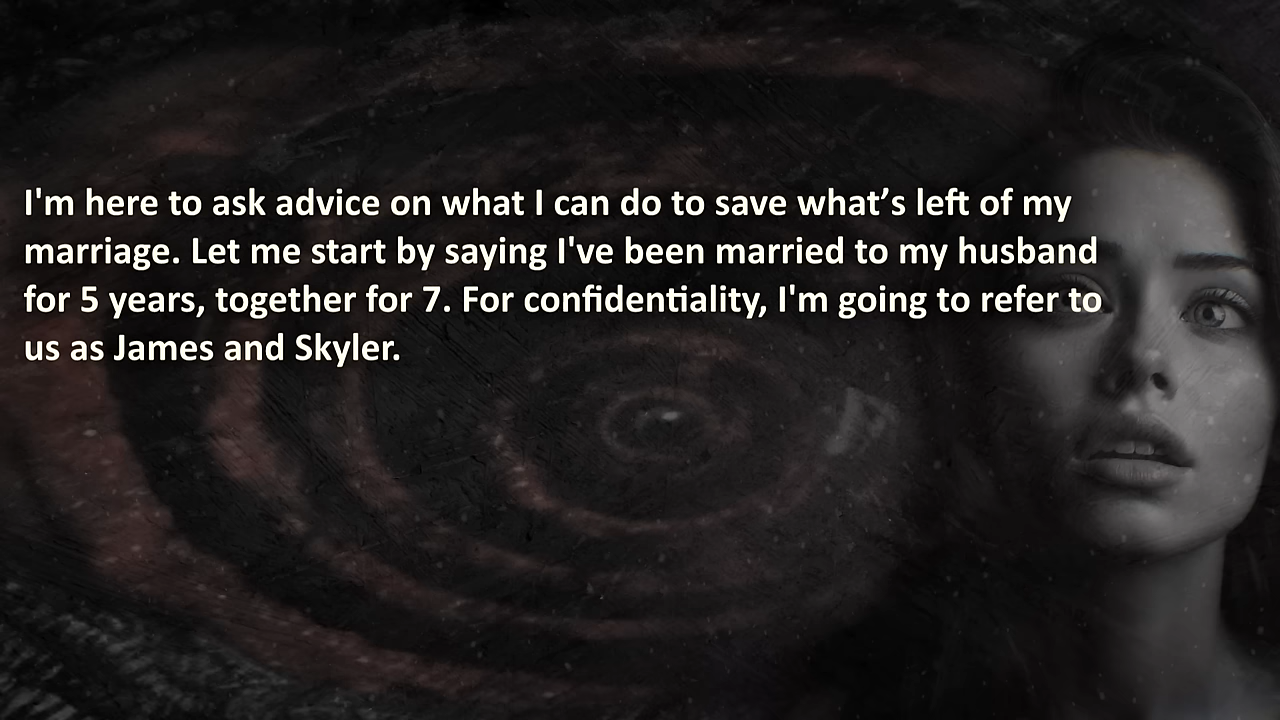 I'm here to ask advice on what I can do to save what’s left of my
marriage. Let me start by saying I've been married to my husband
for 5 years, together for 7. For confidentiality, I'm going to refer to
us as James and Skyler.